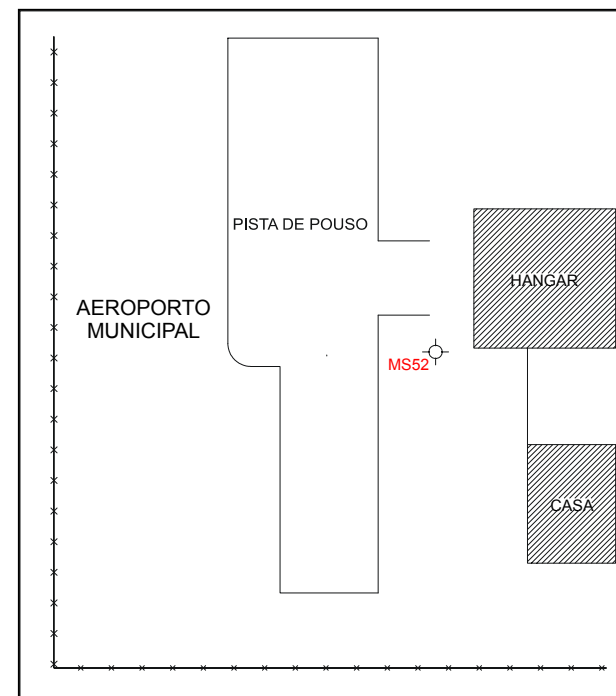 PISTA DE POUSO
HANGAR
AEROPORTO
MUNICIPAL
MS52
CASA